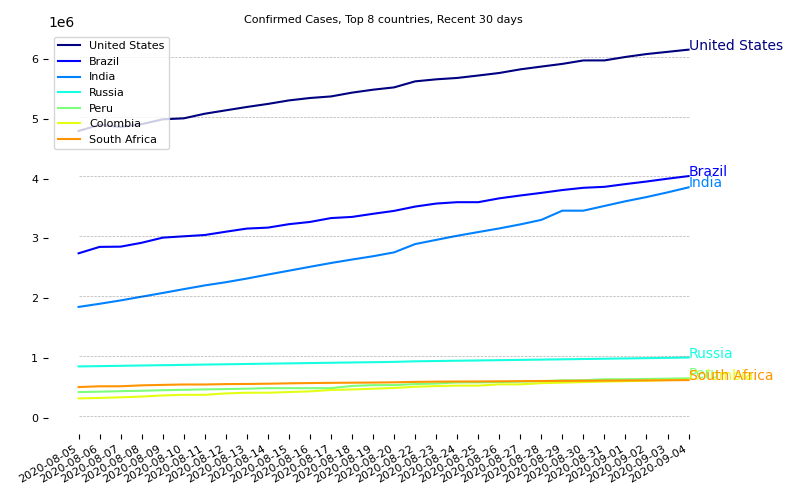 Confirmed Cases, Top 8 countries, Recent 30 days
1e6
United States
Brazil
India
Russia
Peru
Colombia
South Africa
6
5
4
3
2
1
0
United States
Brazil
India
Russia
South Africa
2020-08-05
2020-08-06
2020-08-07
2020-08-08
2020-08-09
2020-08-10
2020-08-11
2020-08-12
2020-08-13
2020-08-14
2020-08-15
2020-08-16
2020-08-17
2020-08-18
2020-08-19
2020-08-20
2020-08-22
2020-08-23
2020-08-24
2020-08-25
2020-08-26
2020-08-27
2020-08-28
2020-08-29
2020-08-30
2020-08-31
2020-09-01
2020-09-02
2020-09-03
2020-09-04